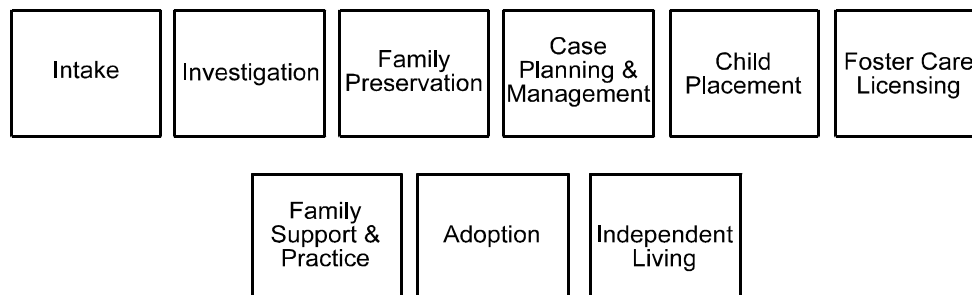 Intake
Investigation
Family
Preservation
Case
Planning &
Management
Child
Placement
Foster Care
Licensing
Family
Support &
Practice
Adoption
Independent
Living